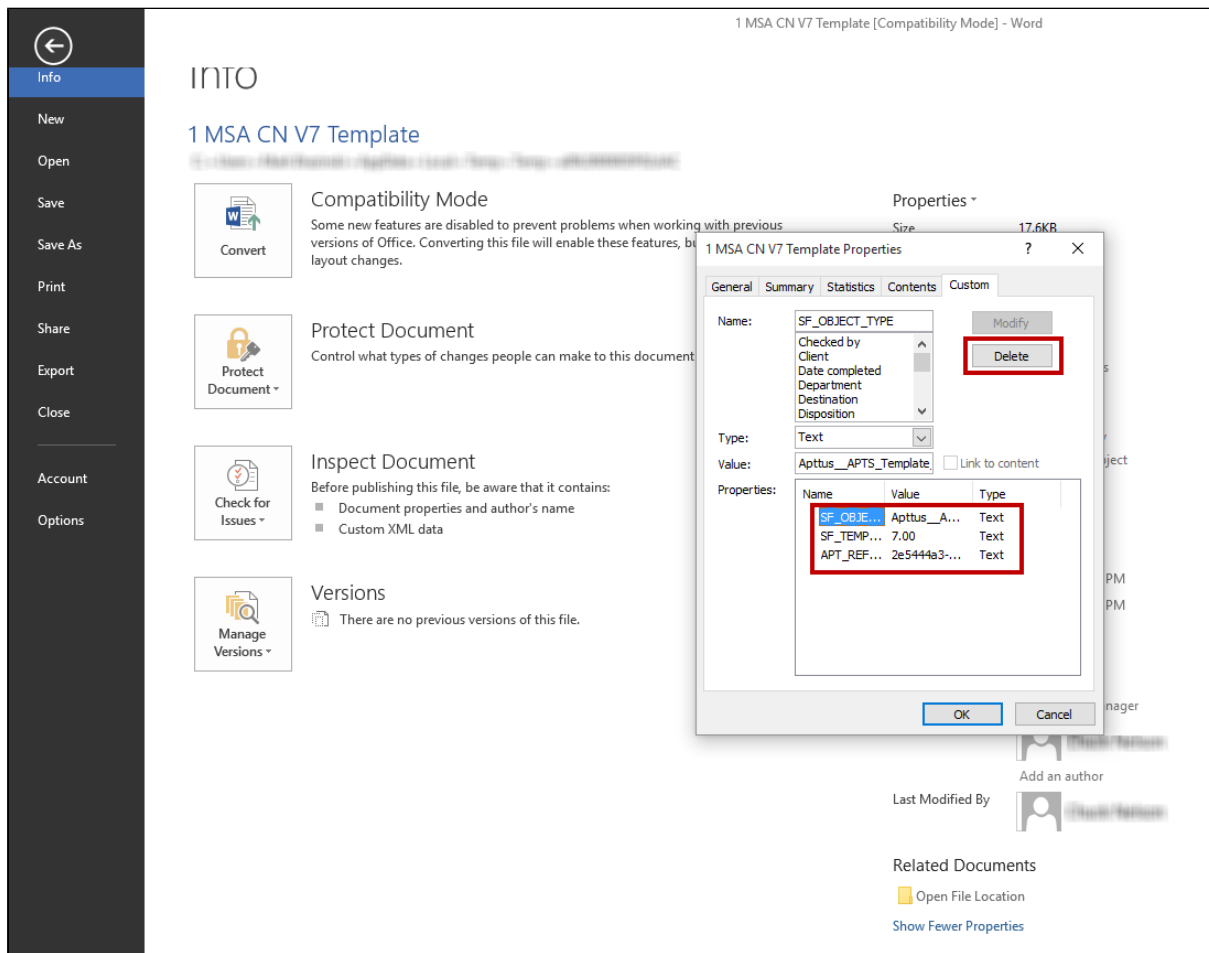 1 MSA CN V7 Template [Compatibility Mode] - Word
Info
Info
New
Open
Save
Save As
Print
Share
Export
Close
Account
Options
1 MSA CN V7 Template
Convert
Compatibility Mode
Some new features are disabled to prevent problems when working with previous
versions of Office. Converting this file will enable these features, bu
layout changes.
Protect
Document
Protect Document
Control what types of changes people can make to this document
Check for
Issues
Inspect Document
Before publishing this file, be aware that it contains:
Document properties and author's name
Custom XML data
Manage
Versions
Versions
There are no previous versions of this file.
Properties
Size 17.6KB
1 MSA CN V7 Template Properties ? X
General Summary Statistics Contents Custom
Name: SF_OBJECT_TYPE Modify
Checked by
Client
Date completed
Department
Destination
Disposition
Delete
Type: Text
Value: Apttus__APTS_Template_ Link to content
Properties: Name Value Type
SF_OBJE... Apttus__A... Text
SF_TEMP... 7.00 Text
APT_REF... 2e5444a3-... Text
OK Cancel
s
ject
PM
PM
nager
Add an author
Last Modified By
Related Documents
Open File Location
Show Fewer Properties